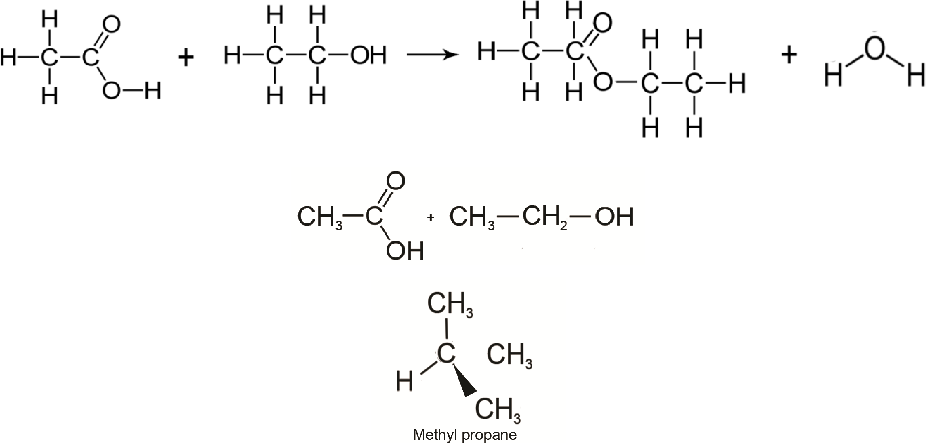 H O H H H H O
H H O
H C C + H C C OH H C C +
H O H H H H H O C C H H H
H H
O
CH₃ C + CH₃ CH₂ OH
OH
CH₃
C CH₃
H
CH₃
Methyl propane